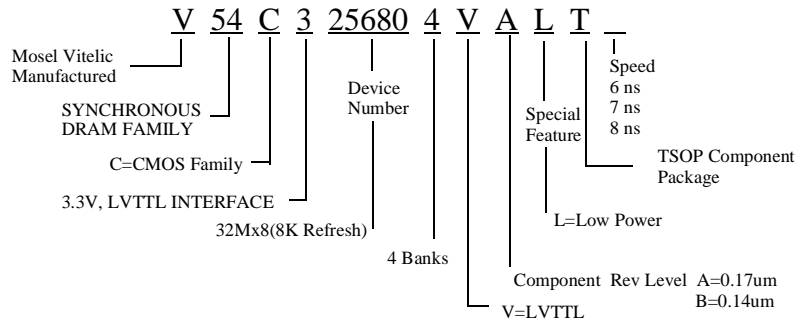 V 54 C 3 25680 4 V A L T
Mosel Vitelic
Manufactured
SYNCHRONOUS
DRAM FAMILY
C=CMOS Family
3.3V, LVTTL INTERFACE
Device
Number
32Mx8(8K Refresh)
4 Banks
V=LVTTL
Component Rev Level A=0.17um
B=0.14um
Special
Feature
L=Low Power
TSOP Component
Package
Speed
6 ns
7 ns
8 ns